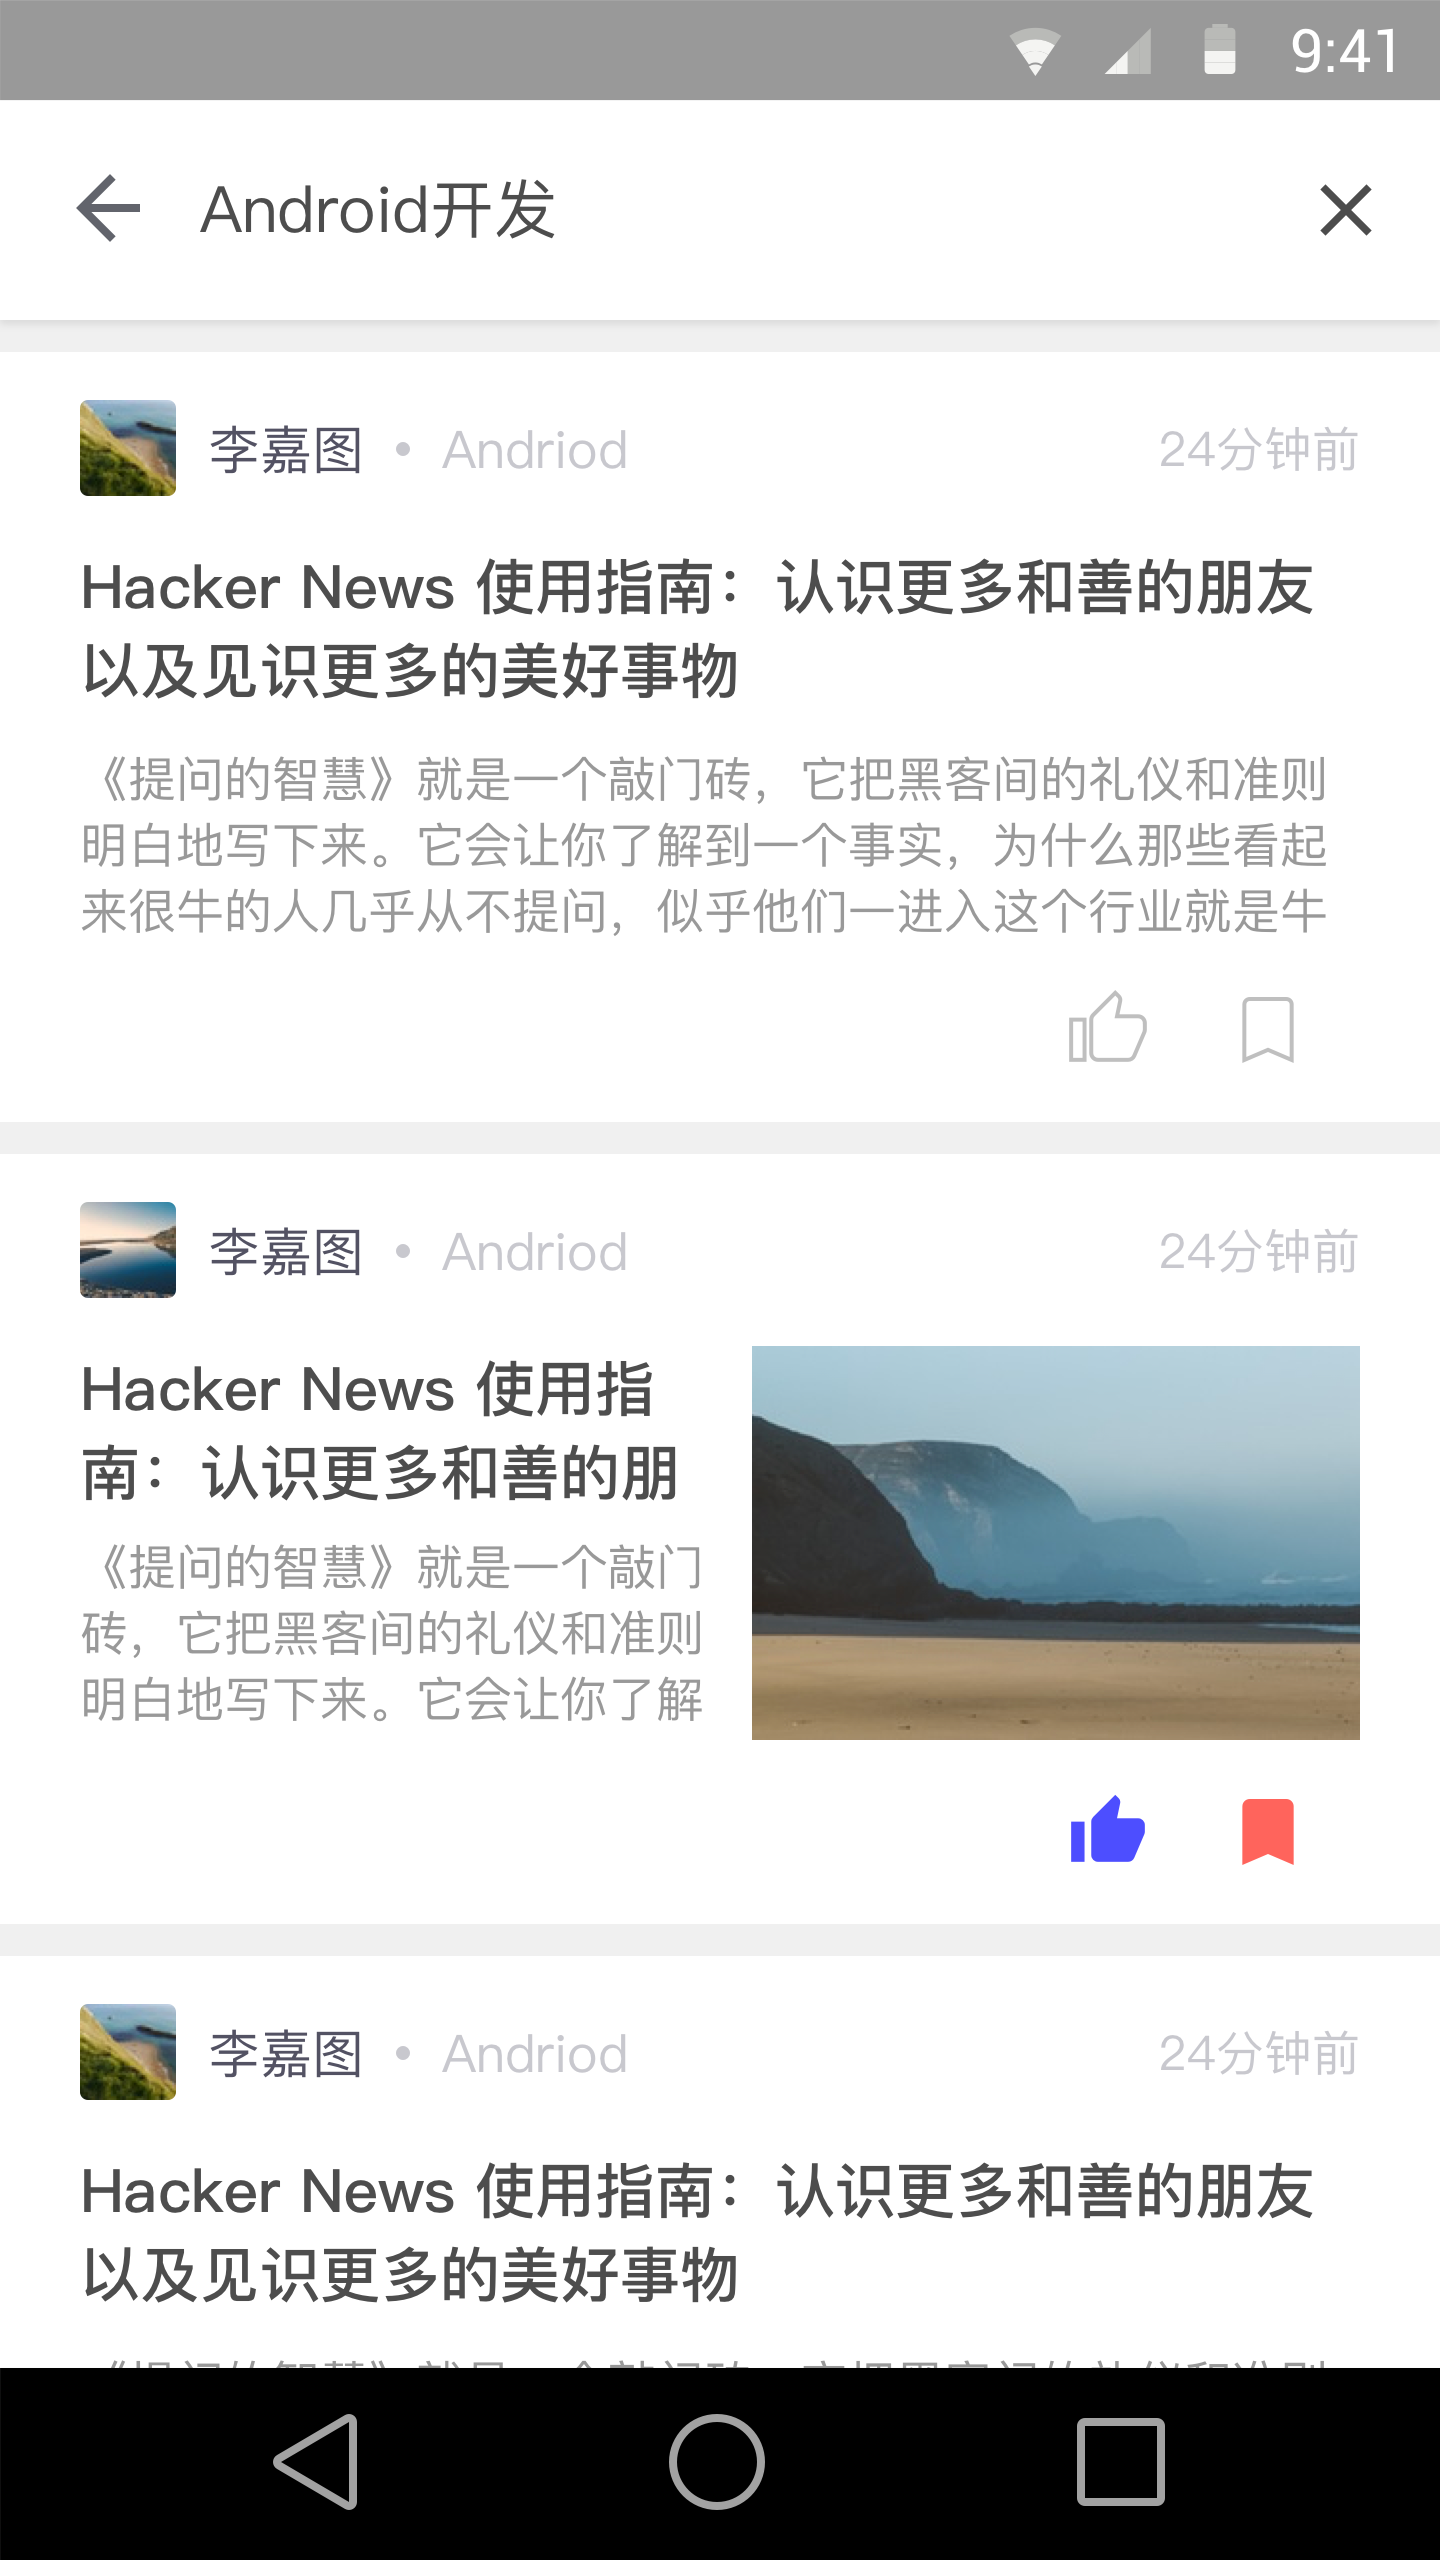 9:41
Android开发
李嘉图 • Andriod 24分钟前
Hacker News 使用指南：认识更多和善的朋友
以及见识更多的美好事物
《提问的智慧》就是一个敲门砖，它把黑客间的礼仪和准则
明白地写下来。它会让你了解到一个事实，为什么那些看起
来很牛的人几乎从不提问，似乎他们一进入这个行业就是牛
李嘉图 • Andriod 24分钟前
Hacker News 使用指
南：认识更多和善的朋
《提问的智慧》就是一个敲门
砖，它把黑客间的礼仪和准则
明白地写下来。它会让你了解
李嘉图 • Andriod 24分钟前
Hacker News 使用指南：认识更多和善的朋友
以及见识更多的美好事物